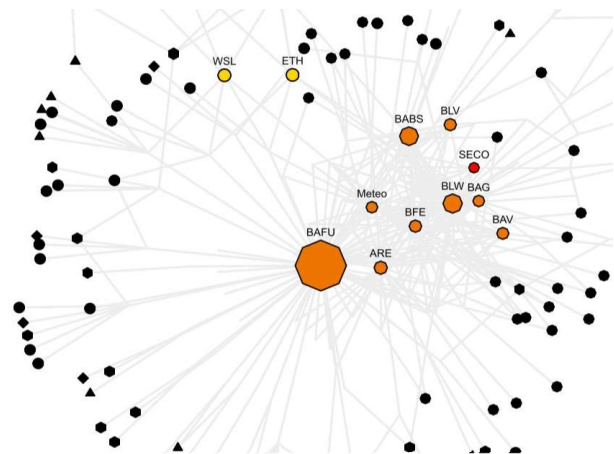 WSL
ETH
BABS
BLV
SECO
Meteo
BLW
BAG
BFE
BAV
BAFU
ARE